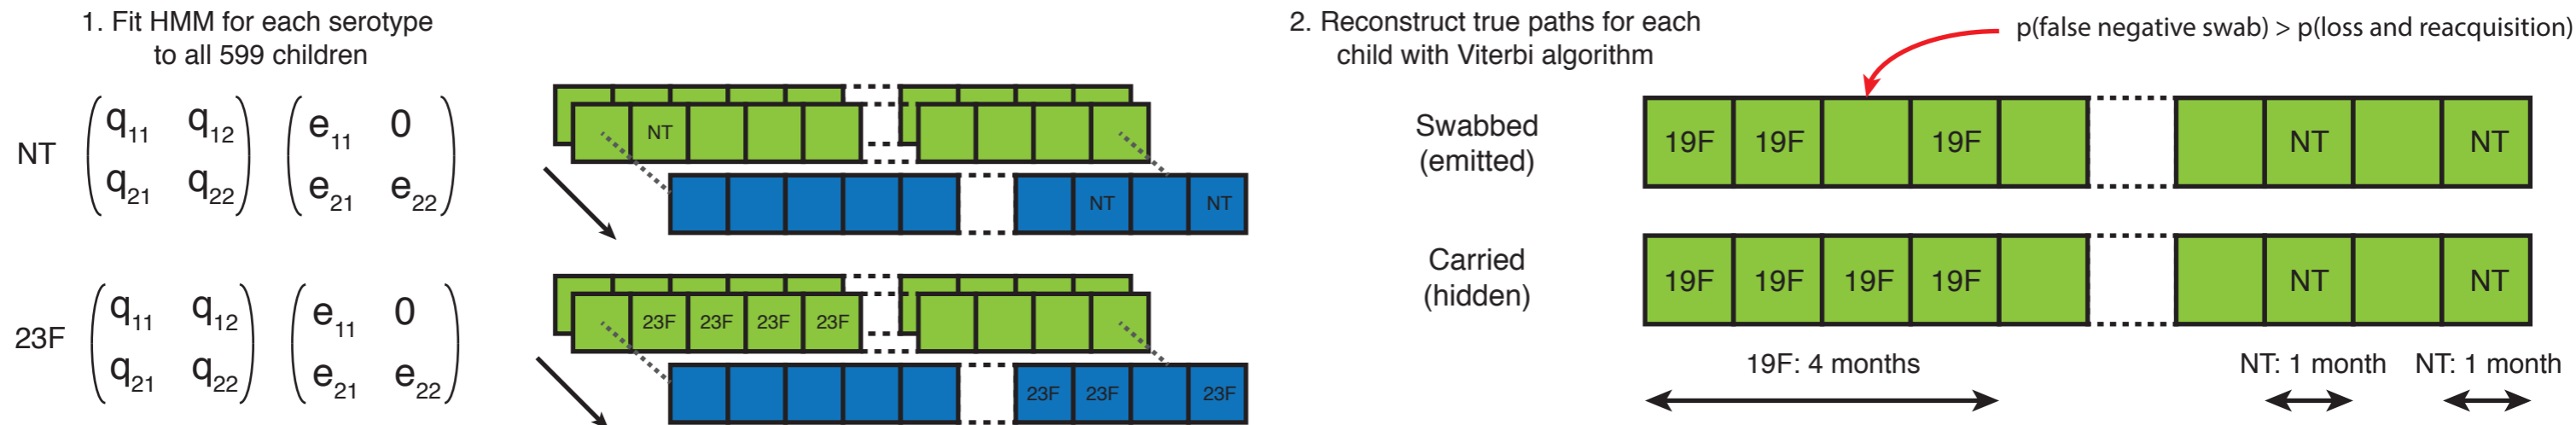 1. Fit HMM for each serotype
to all 599 children
NT
q11 q12
q21 q22
e11 0
e21 e22
NT
NT NT
23F
q11 q12
q21 q22
e11 0
e21 e22
23F 23F 23F 23F
23F 23F 23F
2. Reconstruct true paths for each
child with Viterbi algorithm
p(false negative swab) > p(loss and reacquisition)
Swabbed
(emitted)
19F 19F 19F NT NT
Carried
(hidden)
19F 19F 19F 19F NT NT
19F: 4 months NT: 1 month NT: 1 month